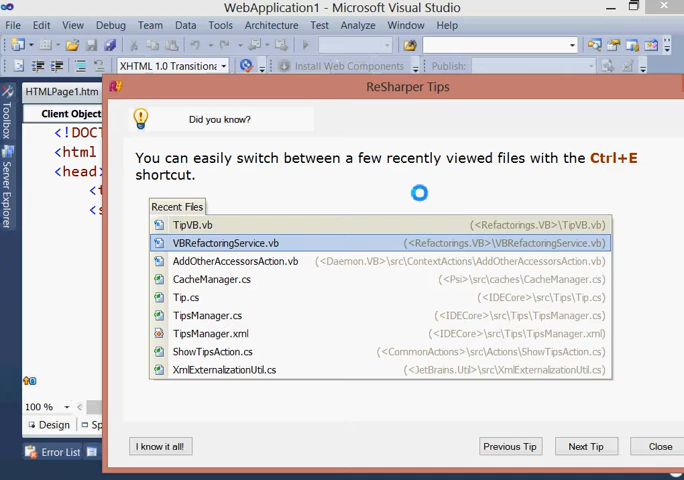 WebApplication1 - Microsoft Visual Studio
File Edit View Debug Team Data Tools Architecture Test Analyze Window Help
XHTML 1.0 Transitiona Install Web Components Publish:
HTMLPage1.htm
ReSharper Tips
Toolbox
Server Explorer
Client Object
<!DOC
<html
<head>
<t
<s
Did you know?
You can easily switch between a few recently viewed files with the Ctrl+E
shortcut.
Recent Files
TipVB.vb (<Refactorings.VB>\TipVB.vb)
VBRefactoringService.vb (<Refactorings.VB>\VBRefactoringService.vb)
AddOtherAccessorsAction.vb (<Daemon.VB>\src\ContextActions\AddOtherAccessorsAction.vb)
CacheManager.cs (<Psi>\src\caches\CacheManager.cs)
Tip.cs (<IDECore>\src\Tips\Tip.cs)
TipsManager.cs (<IDECore>\src\Tips\TipsManager.cs)
TipsManager.xml (<IDECore>\src\Tips\TipsManager.xml)
ShowTipsAction.cs (<CommonActions>\src\Actions\ShowTipsAction.cs)
XmlExternalizationUtil.cs (<JetBrains.Util>\src\XmlExternalizationUtil.cs)
100 %
Design Sp
Error List
I know it all! Previous Tip Next Tip Close